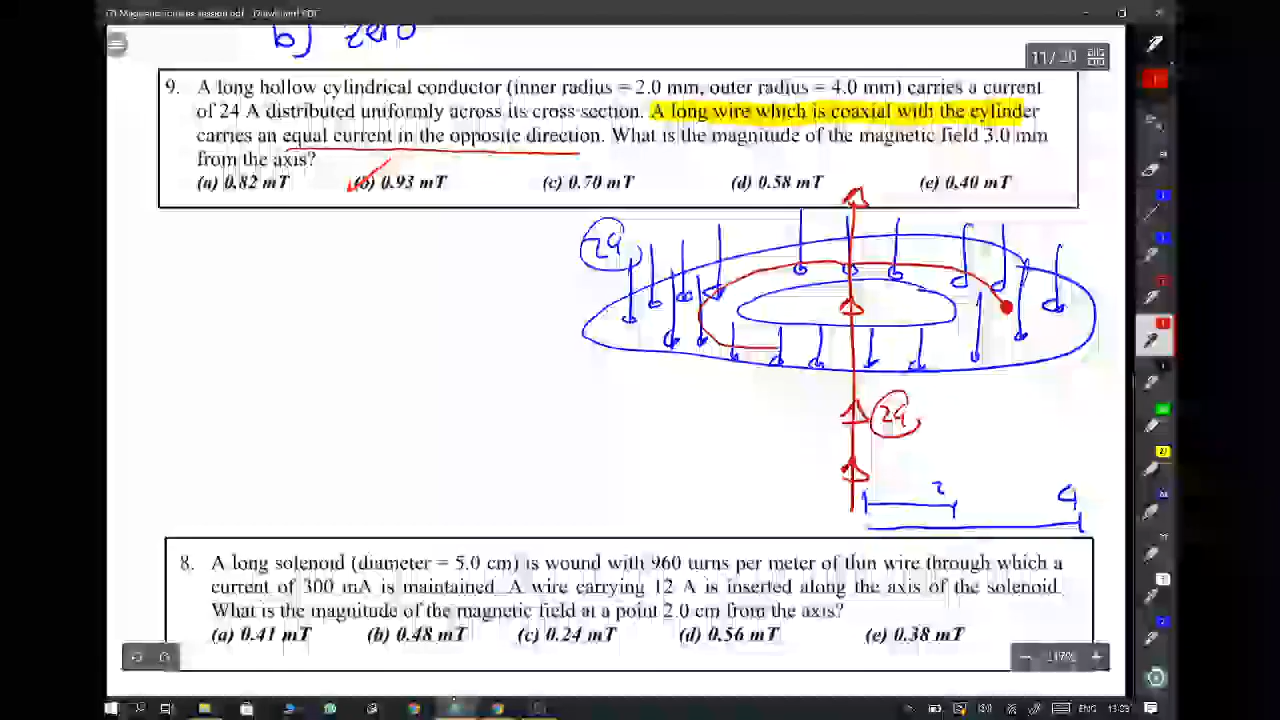 b) zero
11/20
9. A long hollow cylindrical conductor (inner radius = 2.0 mm, outer radius = 4.0 mm) carries a current
of 24 A distributed uniformly across its cross-section. A long wire which is coaxial with the cylinder
carries an equal current in the opposite direction. What is the magnitude of the magnetic field 3.0 mm
from the axis?
(a) 0.82 mT (b) 0.93 mT (c) 0.70 mT (d) 0.58 mT (e) 0.40 mT
24
24
2 4
8. A long solenoid (diameter = 5.0 cm) is wound with 960 turns per meter of thin wire through which a
current of 300 mA is maintained. A wire carrying 12 A is inserted along the axis of the solenoid.
What is the magnitude of the magnetic field at a point 2.0 cm from the axis?
(a) 0.41 mT (b) 0.48 mT (c) 0.24 mT (d) 0.56 mT (e) 0.38 mT
ENG